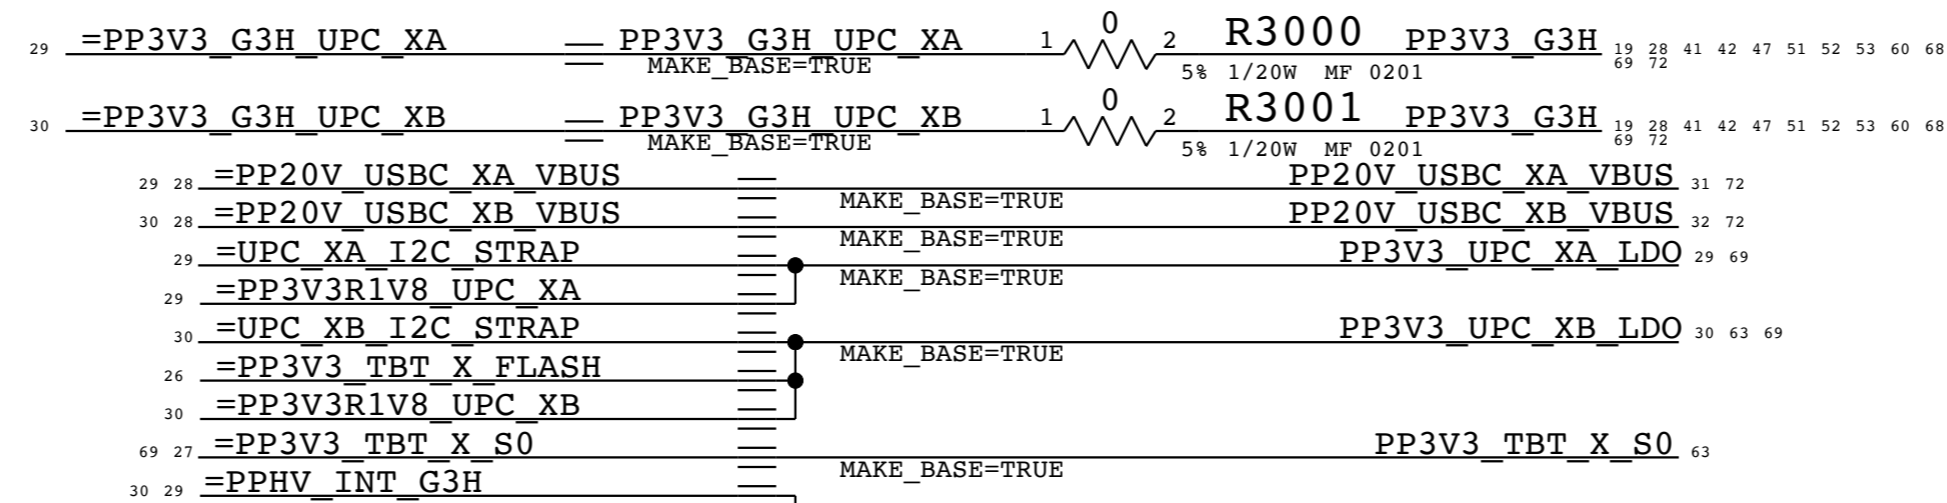 29 =PP3V3_G3H_UPC_XA PP3V3_G3H_UPC_XA 1 0 2 R3000 PP3V3_G3H 19 28 41 42 47 51 52 53 60 68
MAKE_BASE=TRUE 5% 1/20W MF 0201 69 72
30 =PP3V3_G3H_UPC_XB PP3V3_G3H_UPC_XB 1 0 2 R3001 PP3V3_G3H 19 28 41 42 47 51 52 53 60 68
MAKE_BASE=TRUE 5% 1/20W MF 0201 69 72
29 28 =PP20V_USBC_XA_VBUS PP20V_USBC_XA_VBUS 31 72
MAKE_BASE=TRUE
30 28 =PP20V_USBC_XB_VBUS PP20V_USBC_XB_VBUS 32 72
MAKE_BASE=TRUE
29 =UPC_XA_I2C_STRAP PP3V3_UPC_XA_LDO 29 69
MAKE_BASE=TRUE
29 =PP3V3R1V8_UPC_XA
30 =UPC_XB_I2C_STRAP PP3V3_UPC_XB_LDO 30 63 69
MAKE_BASE=TRUE
26 =PP3V3_TBT_X_FLASH
30 =PP3V3R1V8_UPC_XB
69 27 =PP3V3_TBT_X_S0 PP3V3_TBT_X_S0 63
MAKE_BASE=TRUE
30 29 =PPHV_INT_G3H